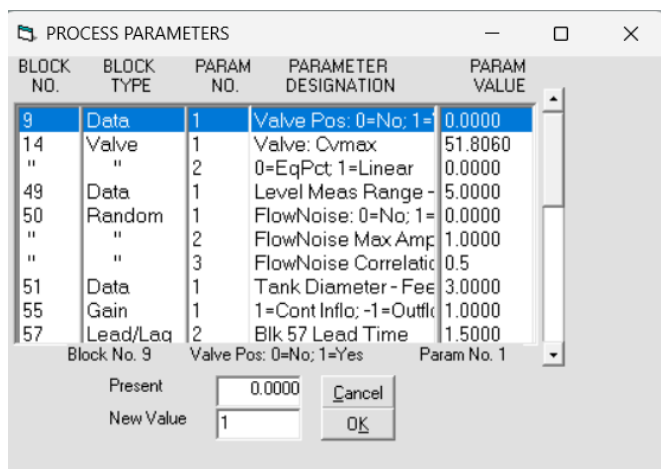 PROCESS PARAMETERS
BLOCK BLOCK PARAM PARAMETER PARAM
NO. TYPE NO. DESIGNATION VALUE
9 Data 1 Valve Pos: 0=No; 1=Y 0.0000
14 Valve 1 Valve: Cvmax 51.8060
" " 2 0=EqPct; 1=Linear 0.0000
49 Data 1 Level Meas Range - 5.0000
50 Random 1 FlowNoise: 0=No; 1= 0.0000
" " 2 FlowNoise Max Amp 1.0000
" " 3 FlowNoise Correlatic 0.5
51 Data 1 Tank Diameter - Fee 3.0000
55 Gain 1 1=Cont Inflo; -1=Outflo 1.0000
57 Lead/Lag 2 Blk 57 Lead Time 1.5000
Block No. 9 Valve Pos: 0=No; 1=Yes Param No. 1
Present 0.0000 Cancel
New Value 1 OK